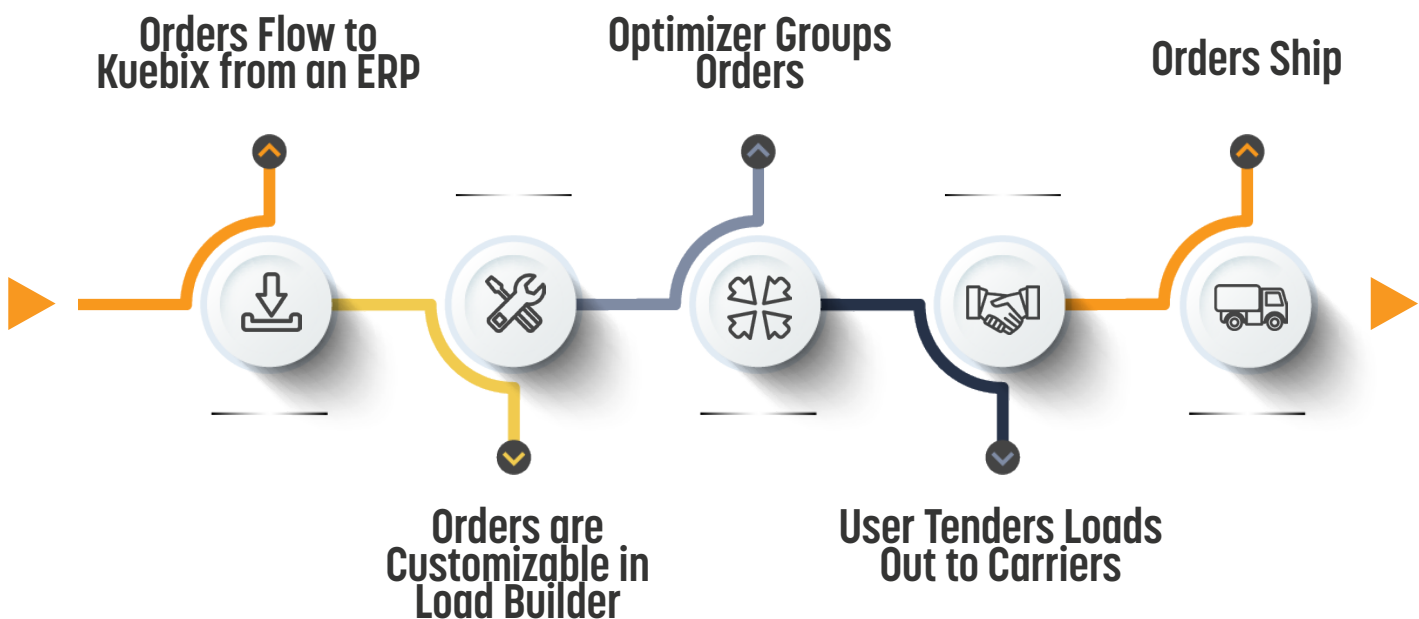 Orders Flow to
Kuebix from an ERP
Orders are
Customizable in
Load Builder
Optimizer Groups
Orders
User Tenders Loads
Out to Carriers
Orders Ship